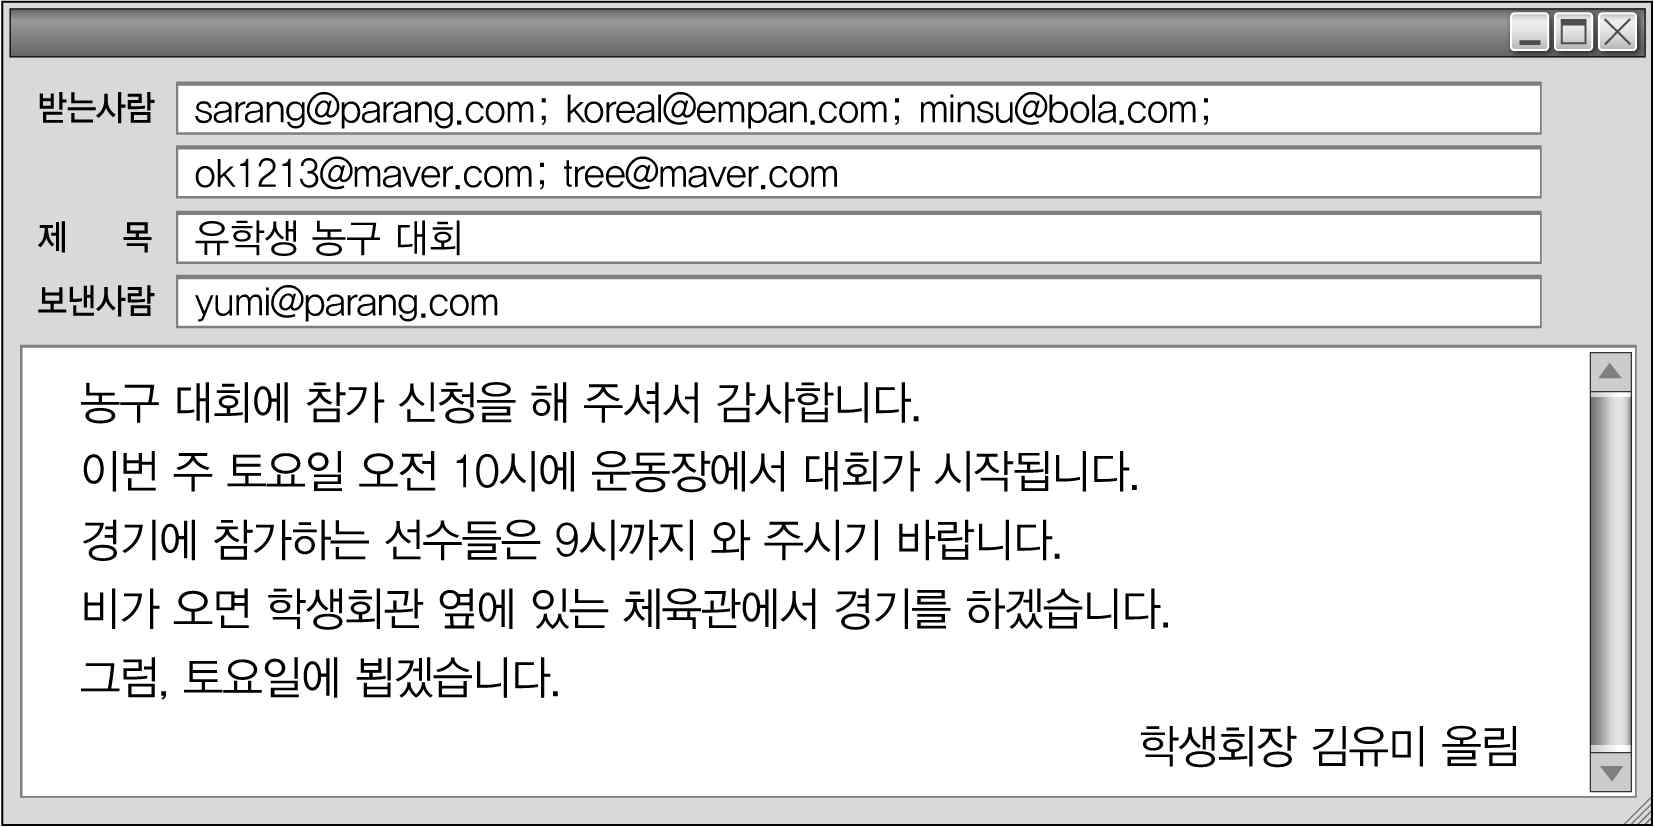 받는사람 sarang@parang.com; koreal@empan.com; minsu@bola.com;
ok1213@maver.com; tree@maver.com
제 목 유학생 농구 대회
보낸사람 yumi@parang.com
농구 대회에 참가 신청을 해 주셔서 감사합니다.
이번 주 토요일 오전 10시에 운동장에서 대회가 시작됩니다.
경기에 참가하는 선수들은 9시까지 와 주시기 바랍니다.
비가 오면 학생회관 옆에 있는 체육관에서 경기를 하겠습니다.
그럼, 토요일에 뵙겠습니다.
학생회장 김유미 올림